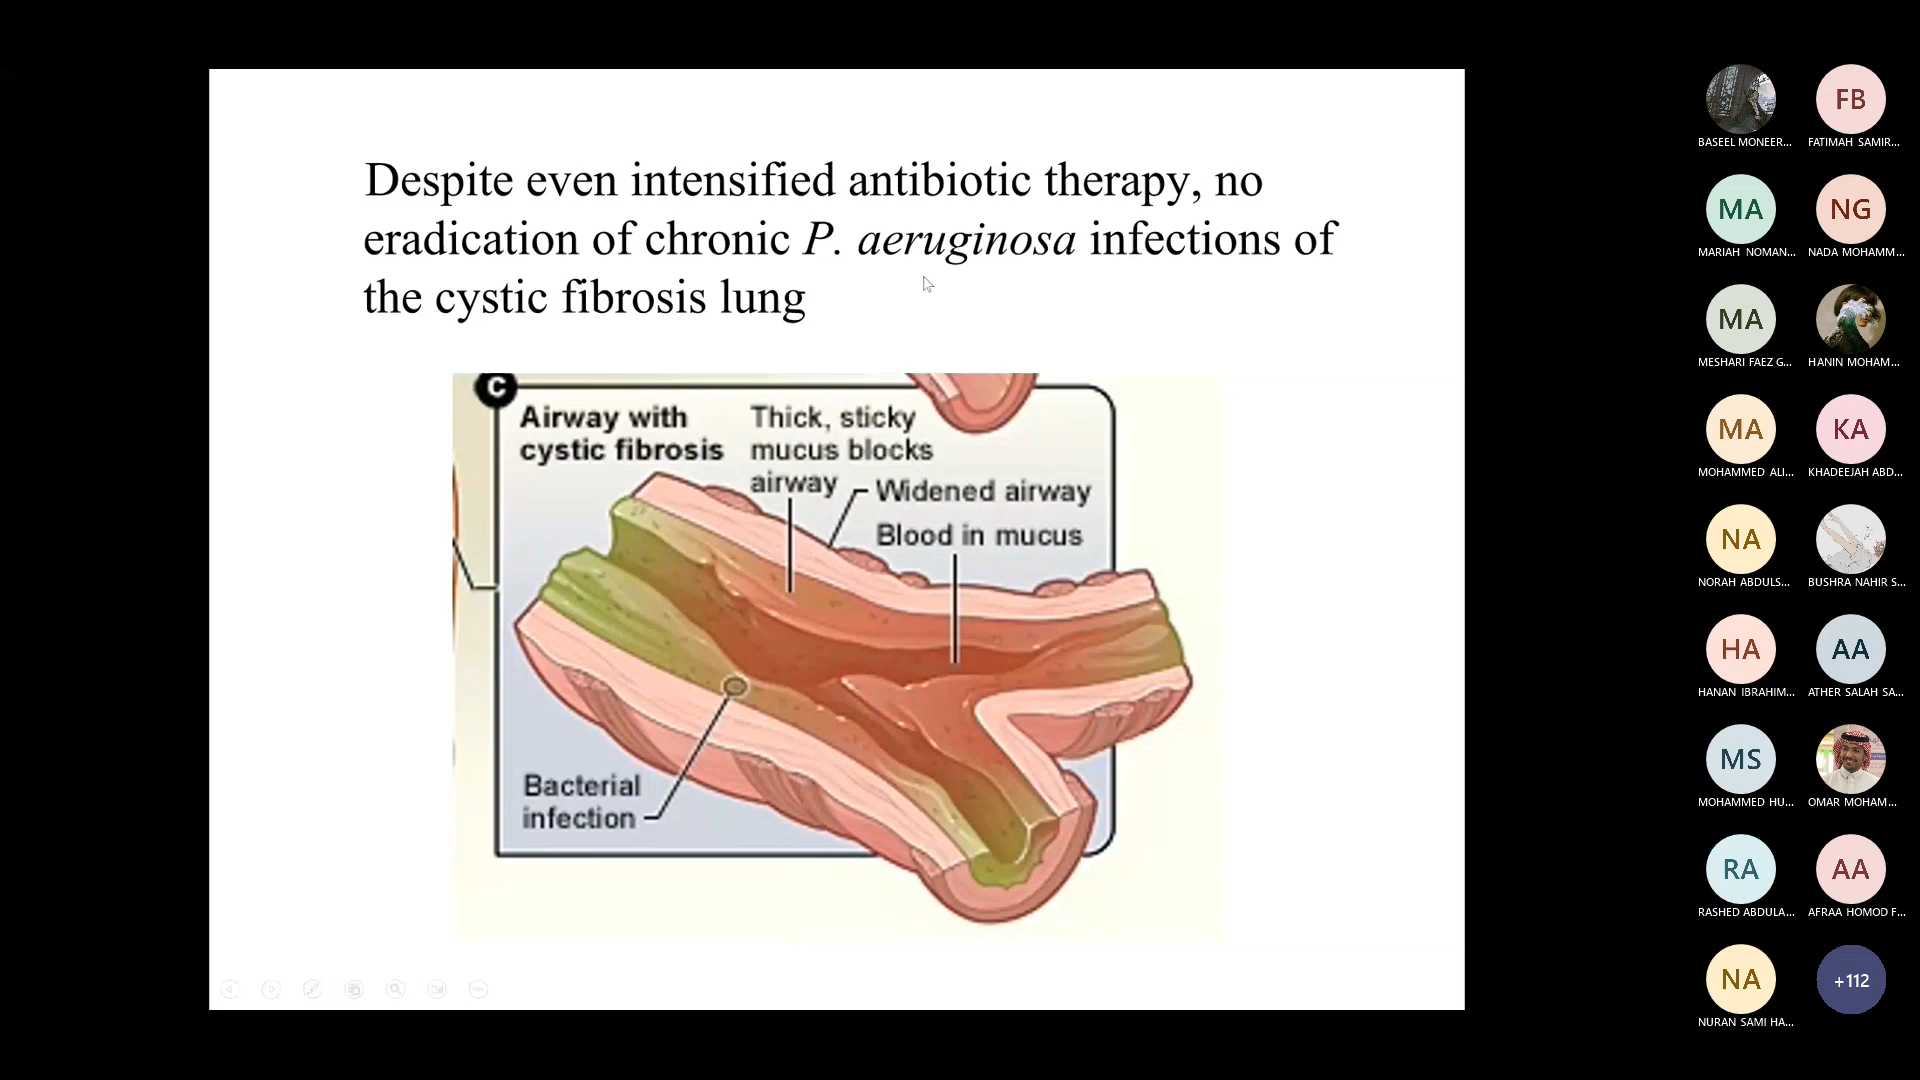 Despite even intensified antibiotic therapy, no
eradication of chronic P. aeruginosa infections of
the cystic fibrosis lung
C
Airway with
cystic fibrosis
Thick, sticky
mucus blocks
airway
Widened airway
Blood in mucus
Bacterial
infection
BASEEL MONEER...
FB
FATIMAH SAMIR...
MA
MARIAH NOMAN...
NG
NADA MOHAMM...
MA
MESHARI FAEZ G...
HANIN MOHAM...
MA
MOHAMMED ALI...
KA
KHADEEJAH ABD...
NA
NORAH ABDULS...
BUSHRA NAHIR S...
HA
HANAN IBRAHIM...
AA
ATHER SALAH SA...
MS
MOHAMMED HU...
OMAR MOHAM...
RA
RASHED ABDULA...
AA
AFRAA HOMOD F...
NA
NURAN SAMI HA...
+112